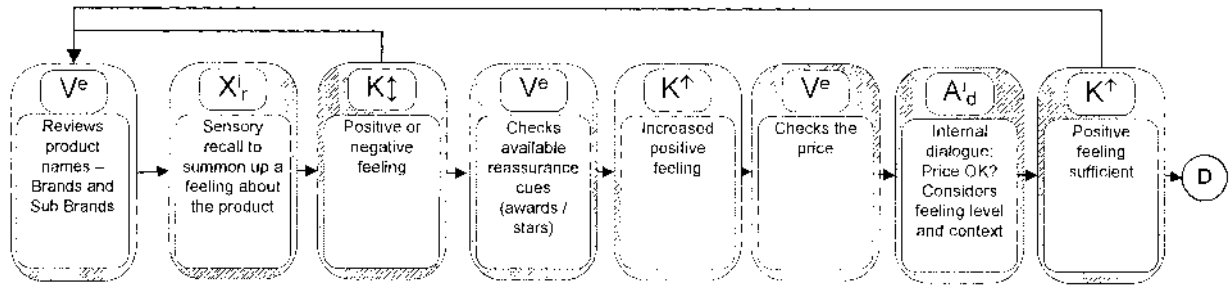 Vᵉ
Reviews
product
names –
Brands and
Sub Brands
Xⁱᵣ
Sensory
recall to
summon up a
feeling about
the product
K↕
Positive or
negative
feeling
Vᵉ
Checks
available
reassurance
cues
(awards /
stars)
K↑
Increased
positive
feeling
Vᵉ
Checks the
price
Aⁱd
Internal
dialogue:
Price OK?
Considers
feeling level
and context
K↑
Positive
feeling
sufficient
D